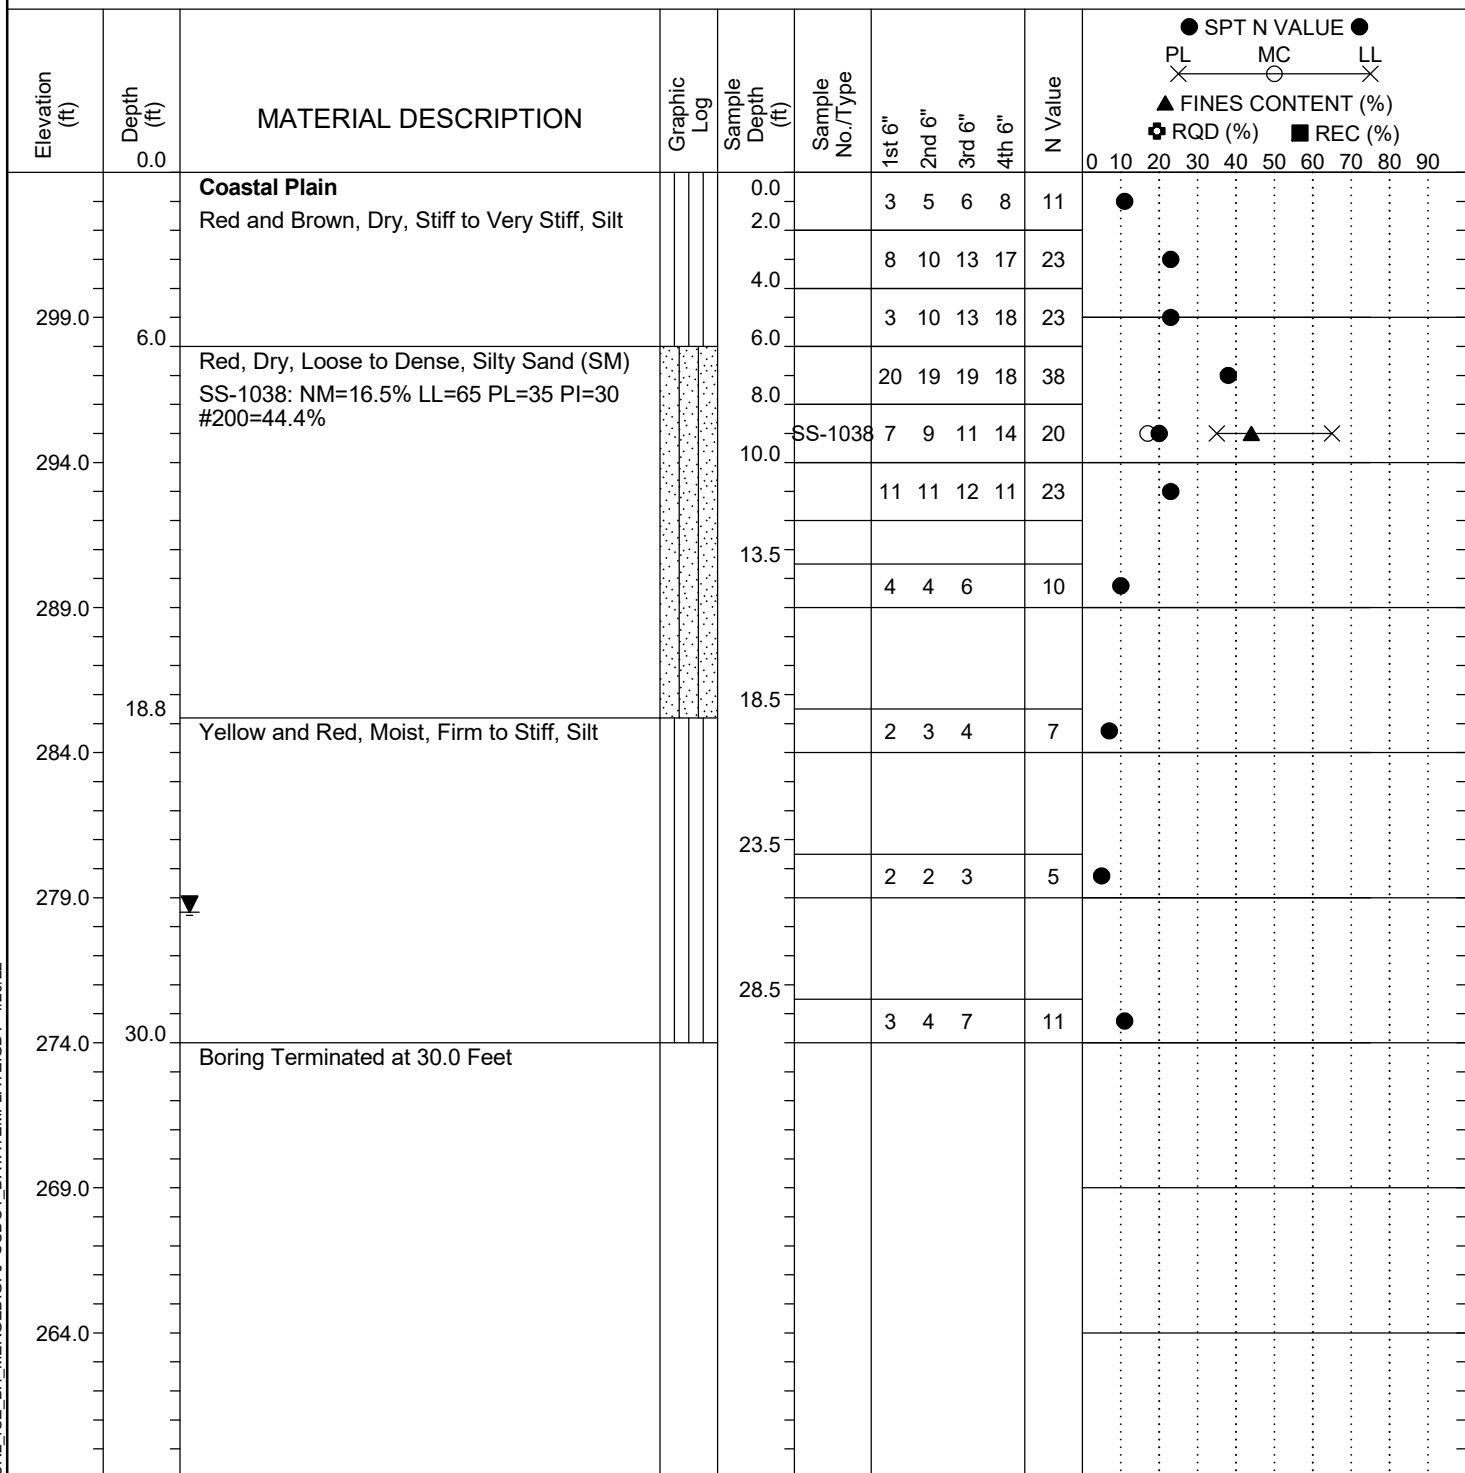 ● SPT N VALUE ●
PL MC LL
▲ FINES CONTENT (%)
RQD (%) ■ REC (%)
Elevation (ft)
Depth (ft)
MATERIAL DESCRIPTION
Graphic Log
Sample Depth (ft)
Sample No./Type
1st 6"
2nd 6"
3rd 6"
4th 6"
N Value
0.0
0 10 20 30 40 50 60 70 80 90
Coastal Plain
0.0
3 5 6 8 11
Red and Brown, Dry, Stiff to Very Stiff, Silt
2.0
8 10 13 17 23
4.0
299.0
3 10 13 18 23
6.0
6.0
Red, Dry, Loose to Dense, Silty Sand (SM)
20 19 19 18 38
SS-1038: NM=16.5% LL=65 PL=35 PI=30
8.0
#200=44.4%
SS-1038 7 9 11 14 20
10.0
294.0
11 11 12 11 23
13.5
4 4 6 10
289.0
18.5
18.8
Yellow and Red, Moist, Firm to Stiff, Silt
2 3 4 7
284.0
23.5
2 2 3 5
279.0
28.5
3 4 7 11
30.0
274.0
Boring Terminated at 30.0 Feet
269.0
264.0